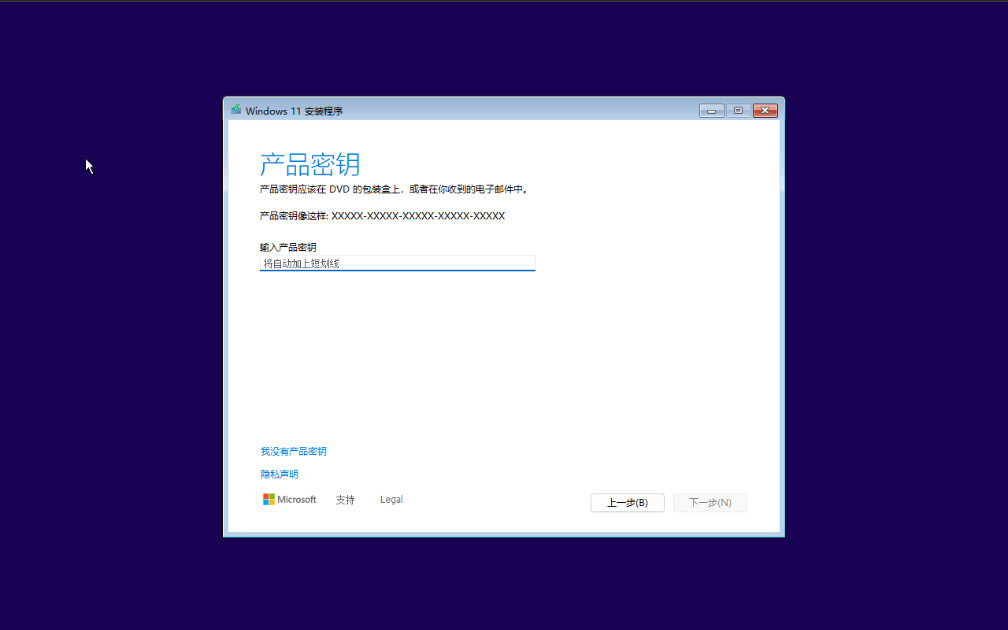 Windows 11 安装程序
产品密钥
产品密钥应该在 DVD 的包装盒上，或者在你收到的电子邮件中。
产品密钥像这样: XXXXX-XXXXX-XXXXX-XXXXX-XXXXX
输入产品密钥
将自动加上短划线
我没有产品密钥
隐私声明
Microsoft 支持 Legal
上一步(B) 下一步(N)